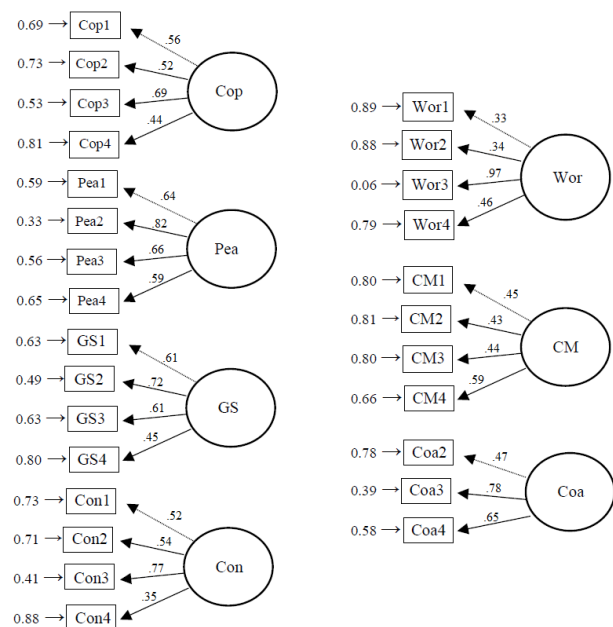 0.69 → Cop1 .56
0.73 → Cop2 .52
Cop
0.53 → Cop3 .69
0.81 → Cop4 .44
0.59 → Pea1 .64
0.33 → Pea2 .82
Pea
0.56 → Pea3 .66
0.65 → Pea4 .59
0.63 → GS1 .61
0.49 → GS2 .72
GS
0.63 → GS3 .61
0.80 → GS4 .45
0.73 → Con1 .52
0.71 → Con2 .54
Con
0.41 → Con3 .77
0.88 → Con4 .35
0.89 → Wor1 .33
0.88 → Wor2 .34
Wor
0.06 → Wor3 .97
0.79 → Wor4 .46
0.80 → CM1 .45
0.81 → CM2 .43
CM
0.80 → CM3 .44
0.66 → CM4 .59
0.78 → Coa2 .47
0.39 → Coa3 .78
Coa
0.58 → Coa4 .65